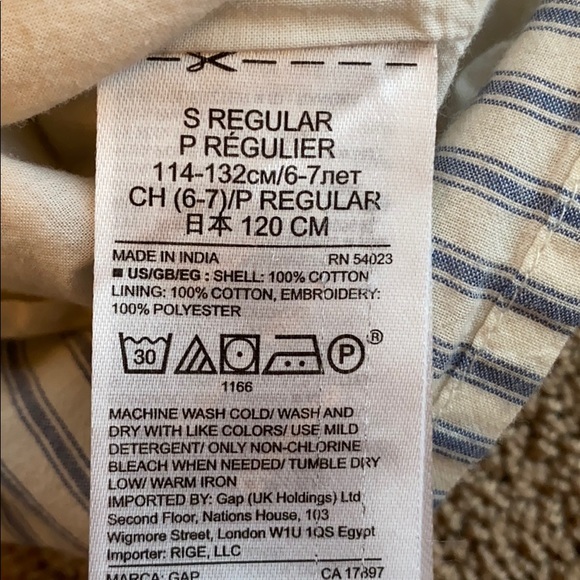 S REGULAR
P RÉGULIER
114-132см/6-7лет
CH (6-7)/P REGULAR
日本 120 CM
MADE IN INDIA RN 54023
■ US/GB/EG : SHELL: 100% COTTON
LINING: 100% COTTON, EMBROIDERY:
100% POLYESTER
30 P ®
1166
MACHINE WASH COLD/ WASH AND
DRY WITH LIKE COLORS/ USE MILD
DETERGENT/ ONLY NON-CHLORINE
BLEACH WHEN NEEDED/ TUMBLE DRY
LOW/ WARM IRON
IMPORTED BY: Gap (UK Holdings) Ltd
Second Floor, Nations House, 103
Wigmore Street, London W1U 1QS Egypt
Importer: RIGE, LLC
MARCA: GAP CA 17897